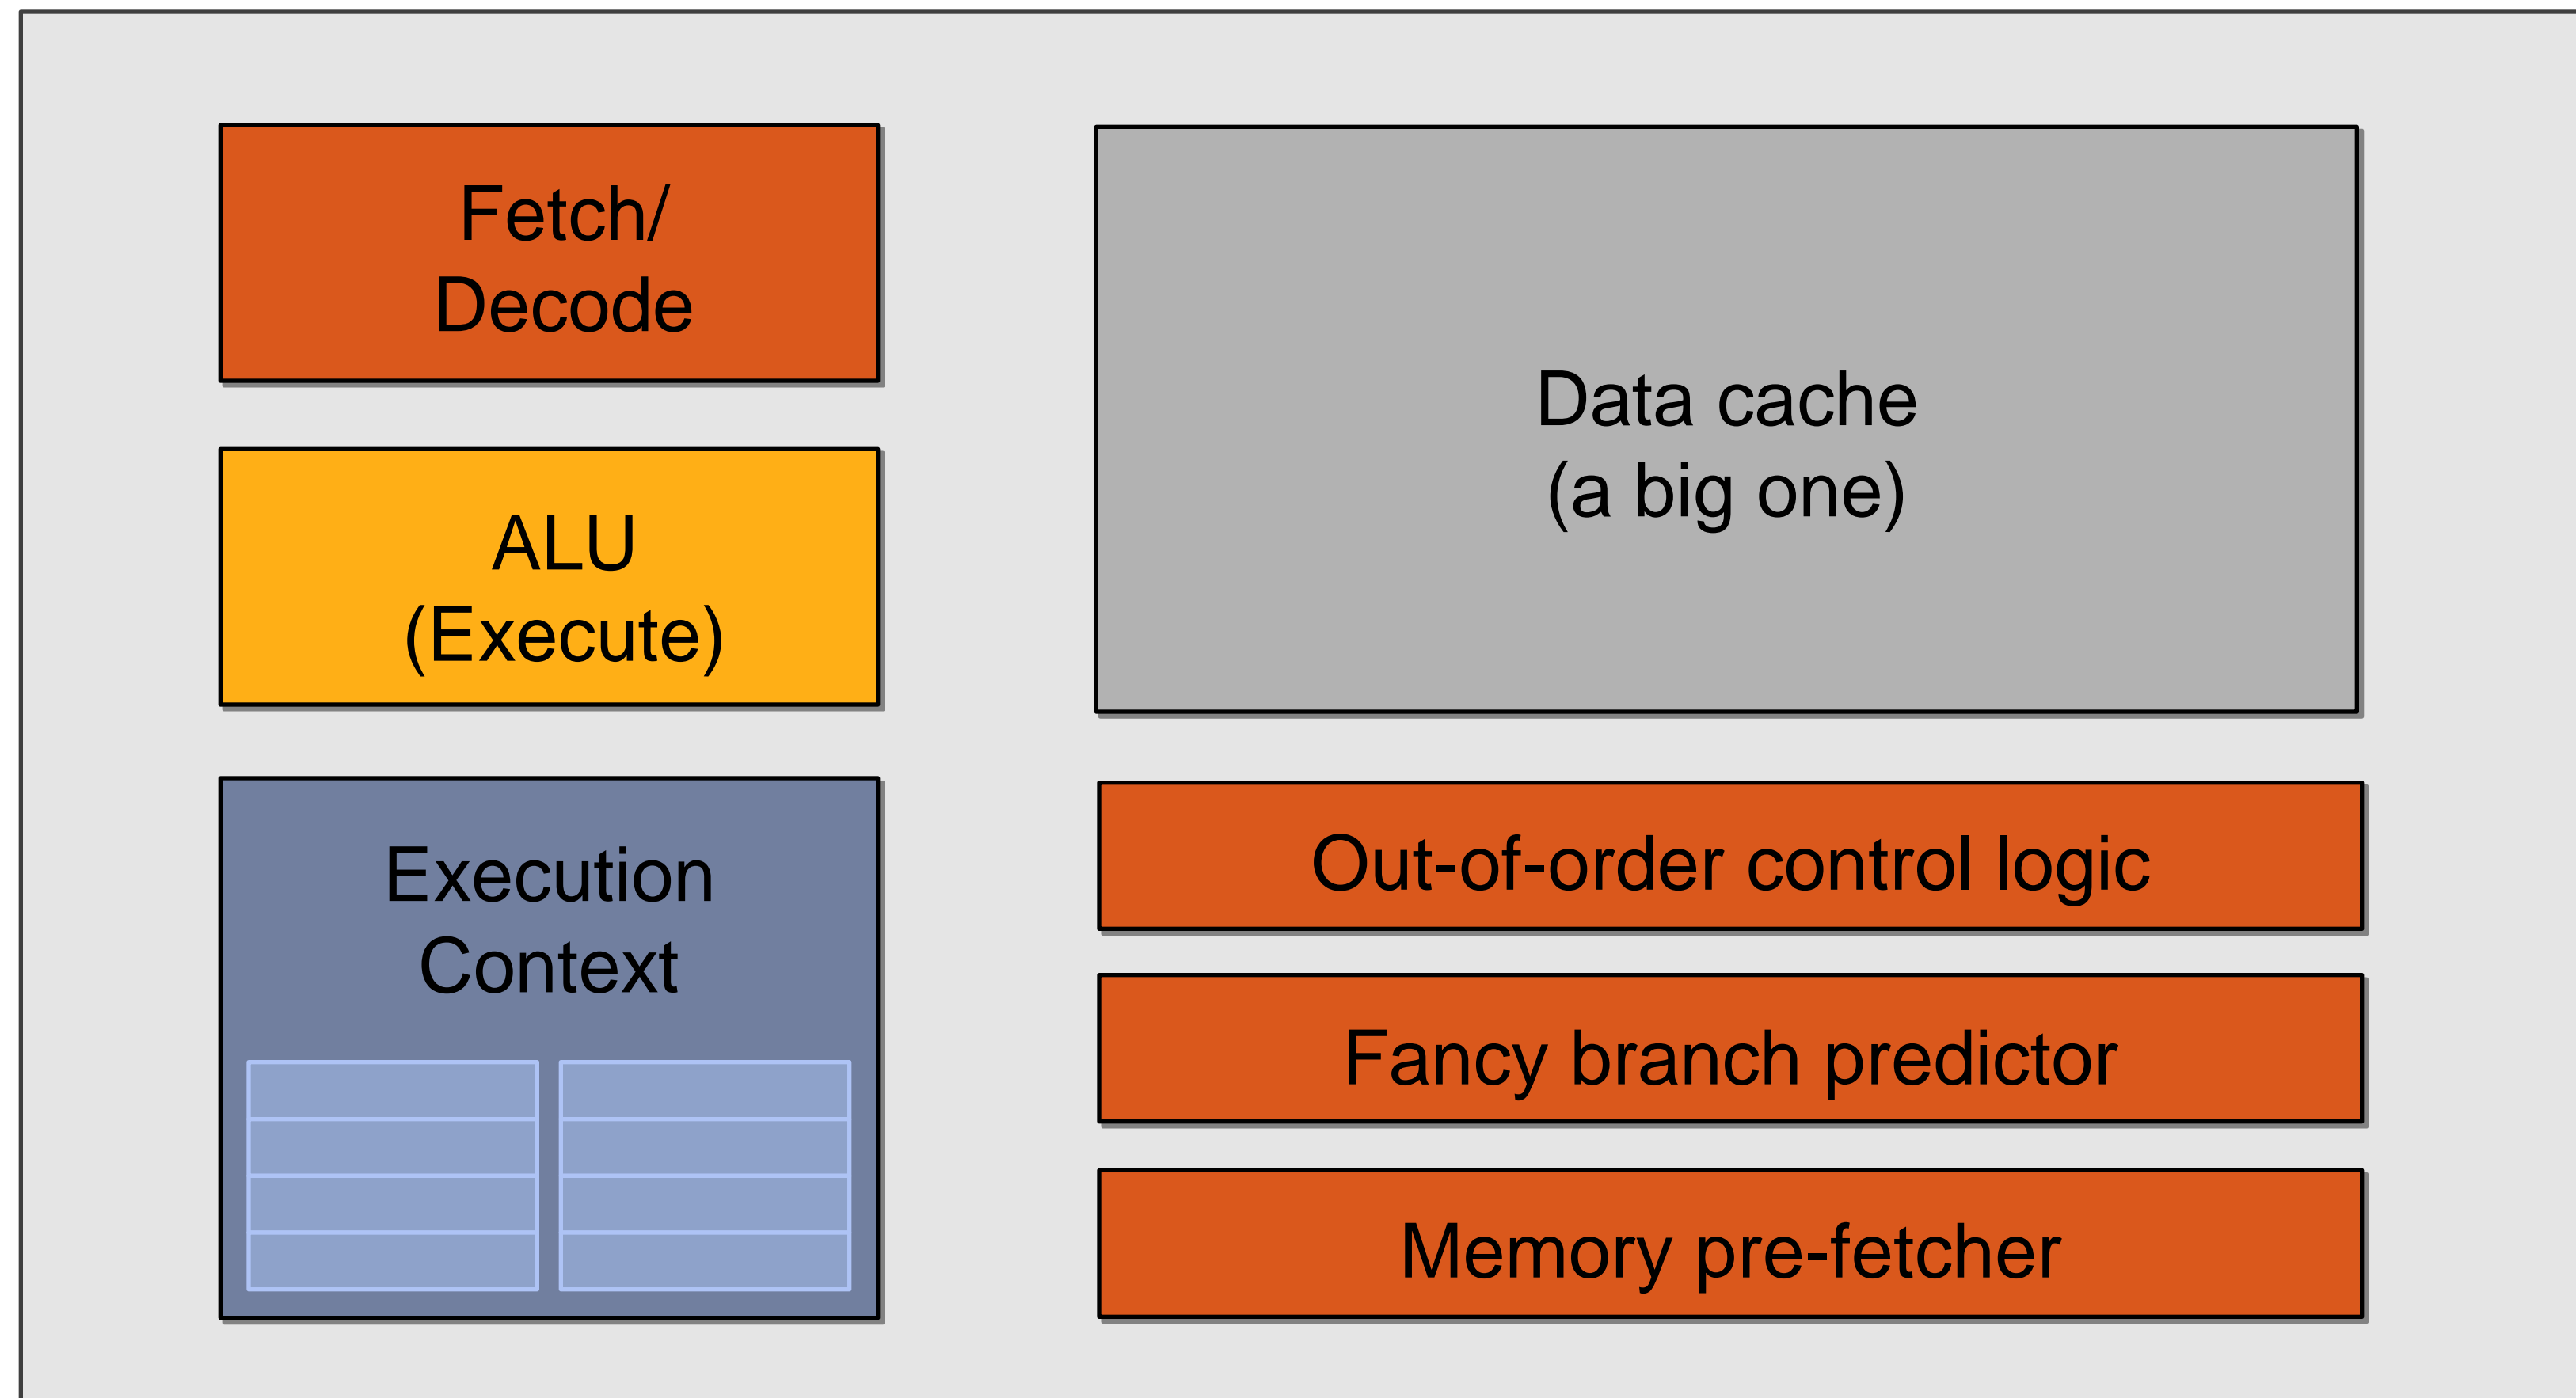 Fetch/
Decode
ALU
(Execute)
Execution
Context
Data cache
(a big one)
Out-of-order control logic
Fancy branch predictor
Memory pre-fetcher